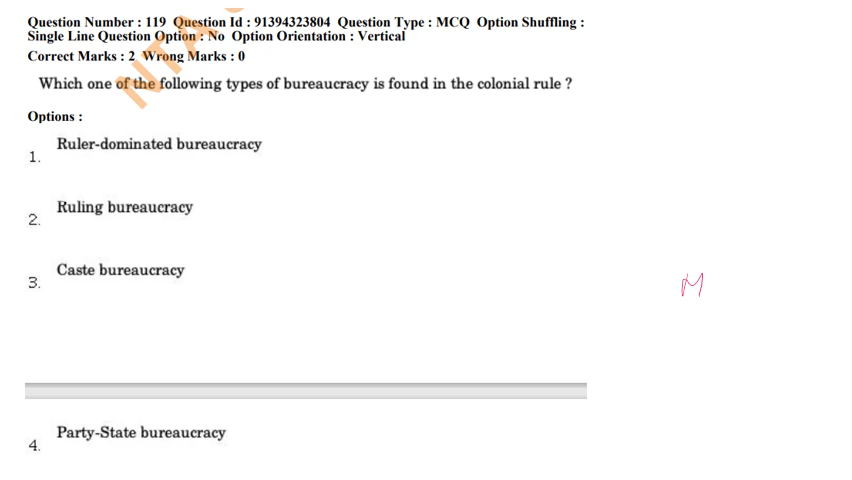 Question Number : 119 Question Id : 91394323804 Question Type : MCQ Option Shuffling :
Single Line Question Option : No Option Orientation : Vertical
Correct Marks : 2 Wrong Marks : 0
Which one of the following types of bureaucracy is found in the colonial rule ?
Options :
1. Ruler-dominated bureaucracy
2. Ruling bureaucracy
3. Caste bureaucracy
M
4. Party-State bureaucracy
NTA